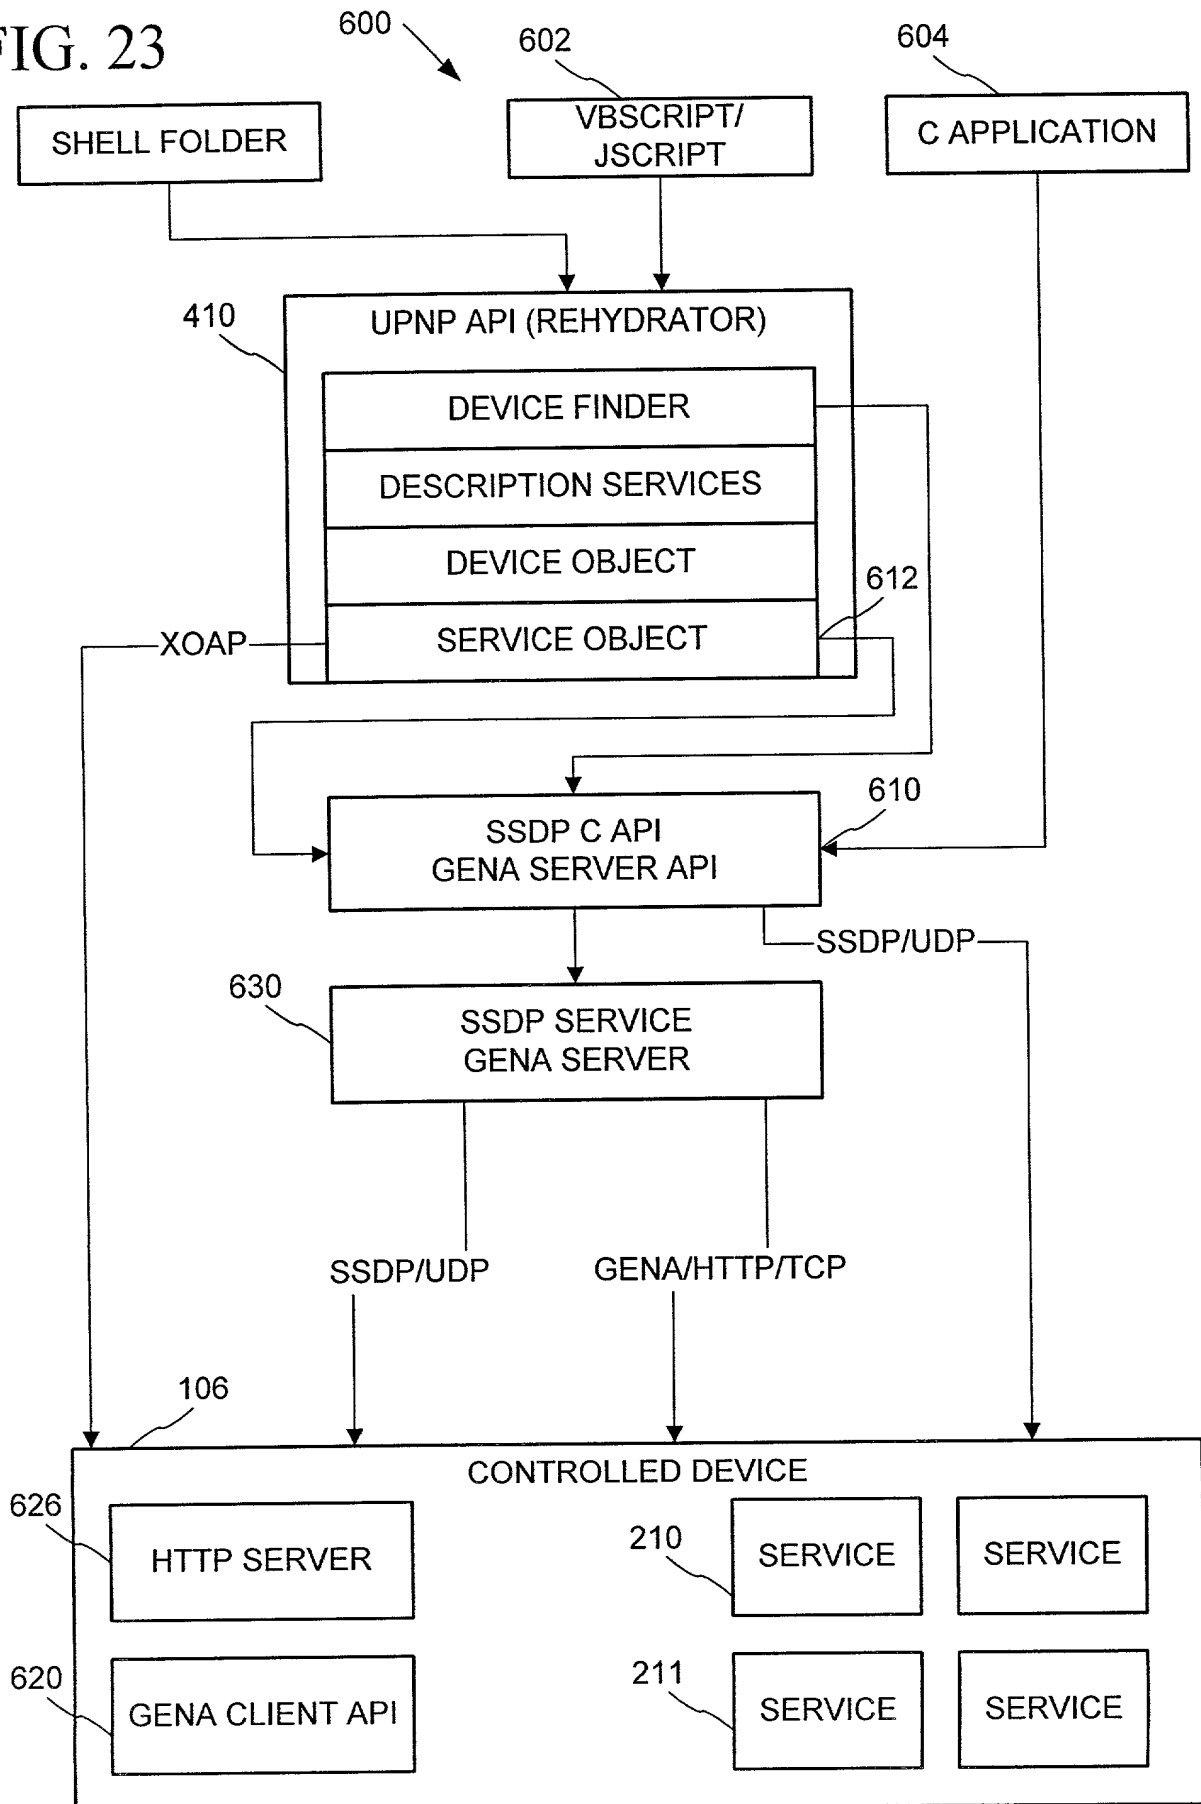 FIG. 23
600
602
604
SHELL FOLDER
VBSCRIPT/
JSCRIPT
C APPLICATION
410
UPNP API (REHYDRATOR)
DEVICE FINDER
DESCRIPTION SERVICES
DEVICE OBJECT
612
XOAP
SERVICE OBJECT
610
SSDP C API
GENA SERVER API
SSDP/UDP
630
SSDP SERVICE
GENA SERVER
SSDP/UDP
GENA/HTTP/TCP
106
CONTROLLED DEVICE
626
HTTP SERVER
210
SERVICE
SERVICE
620
GENA CLIENT API
211
SERVICE
SERVICE